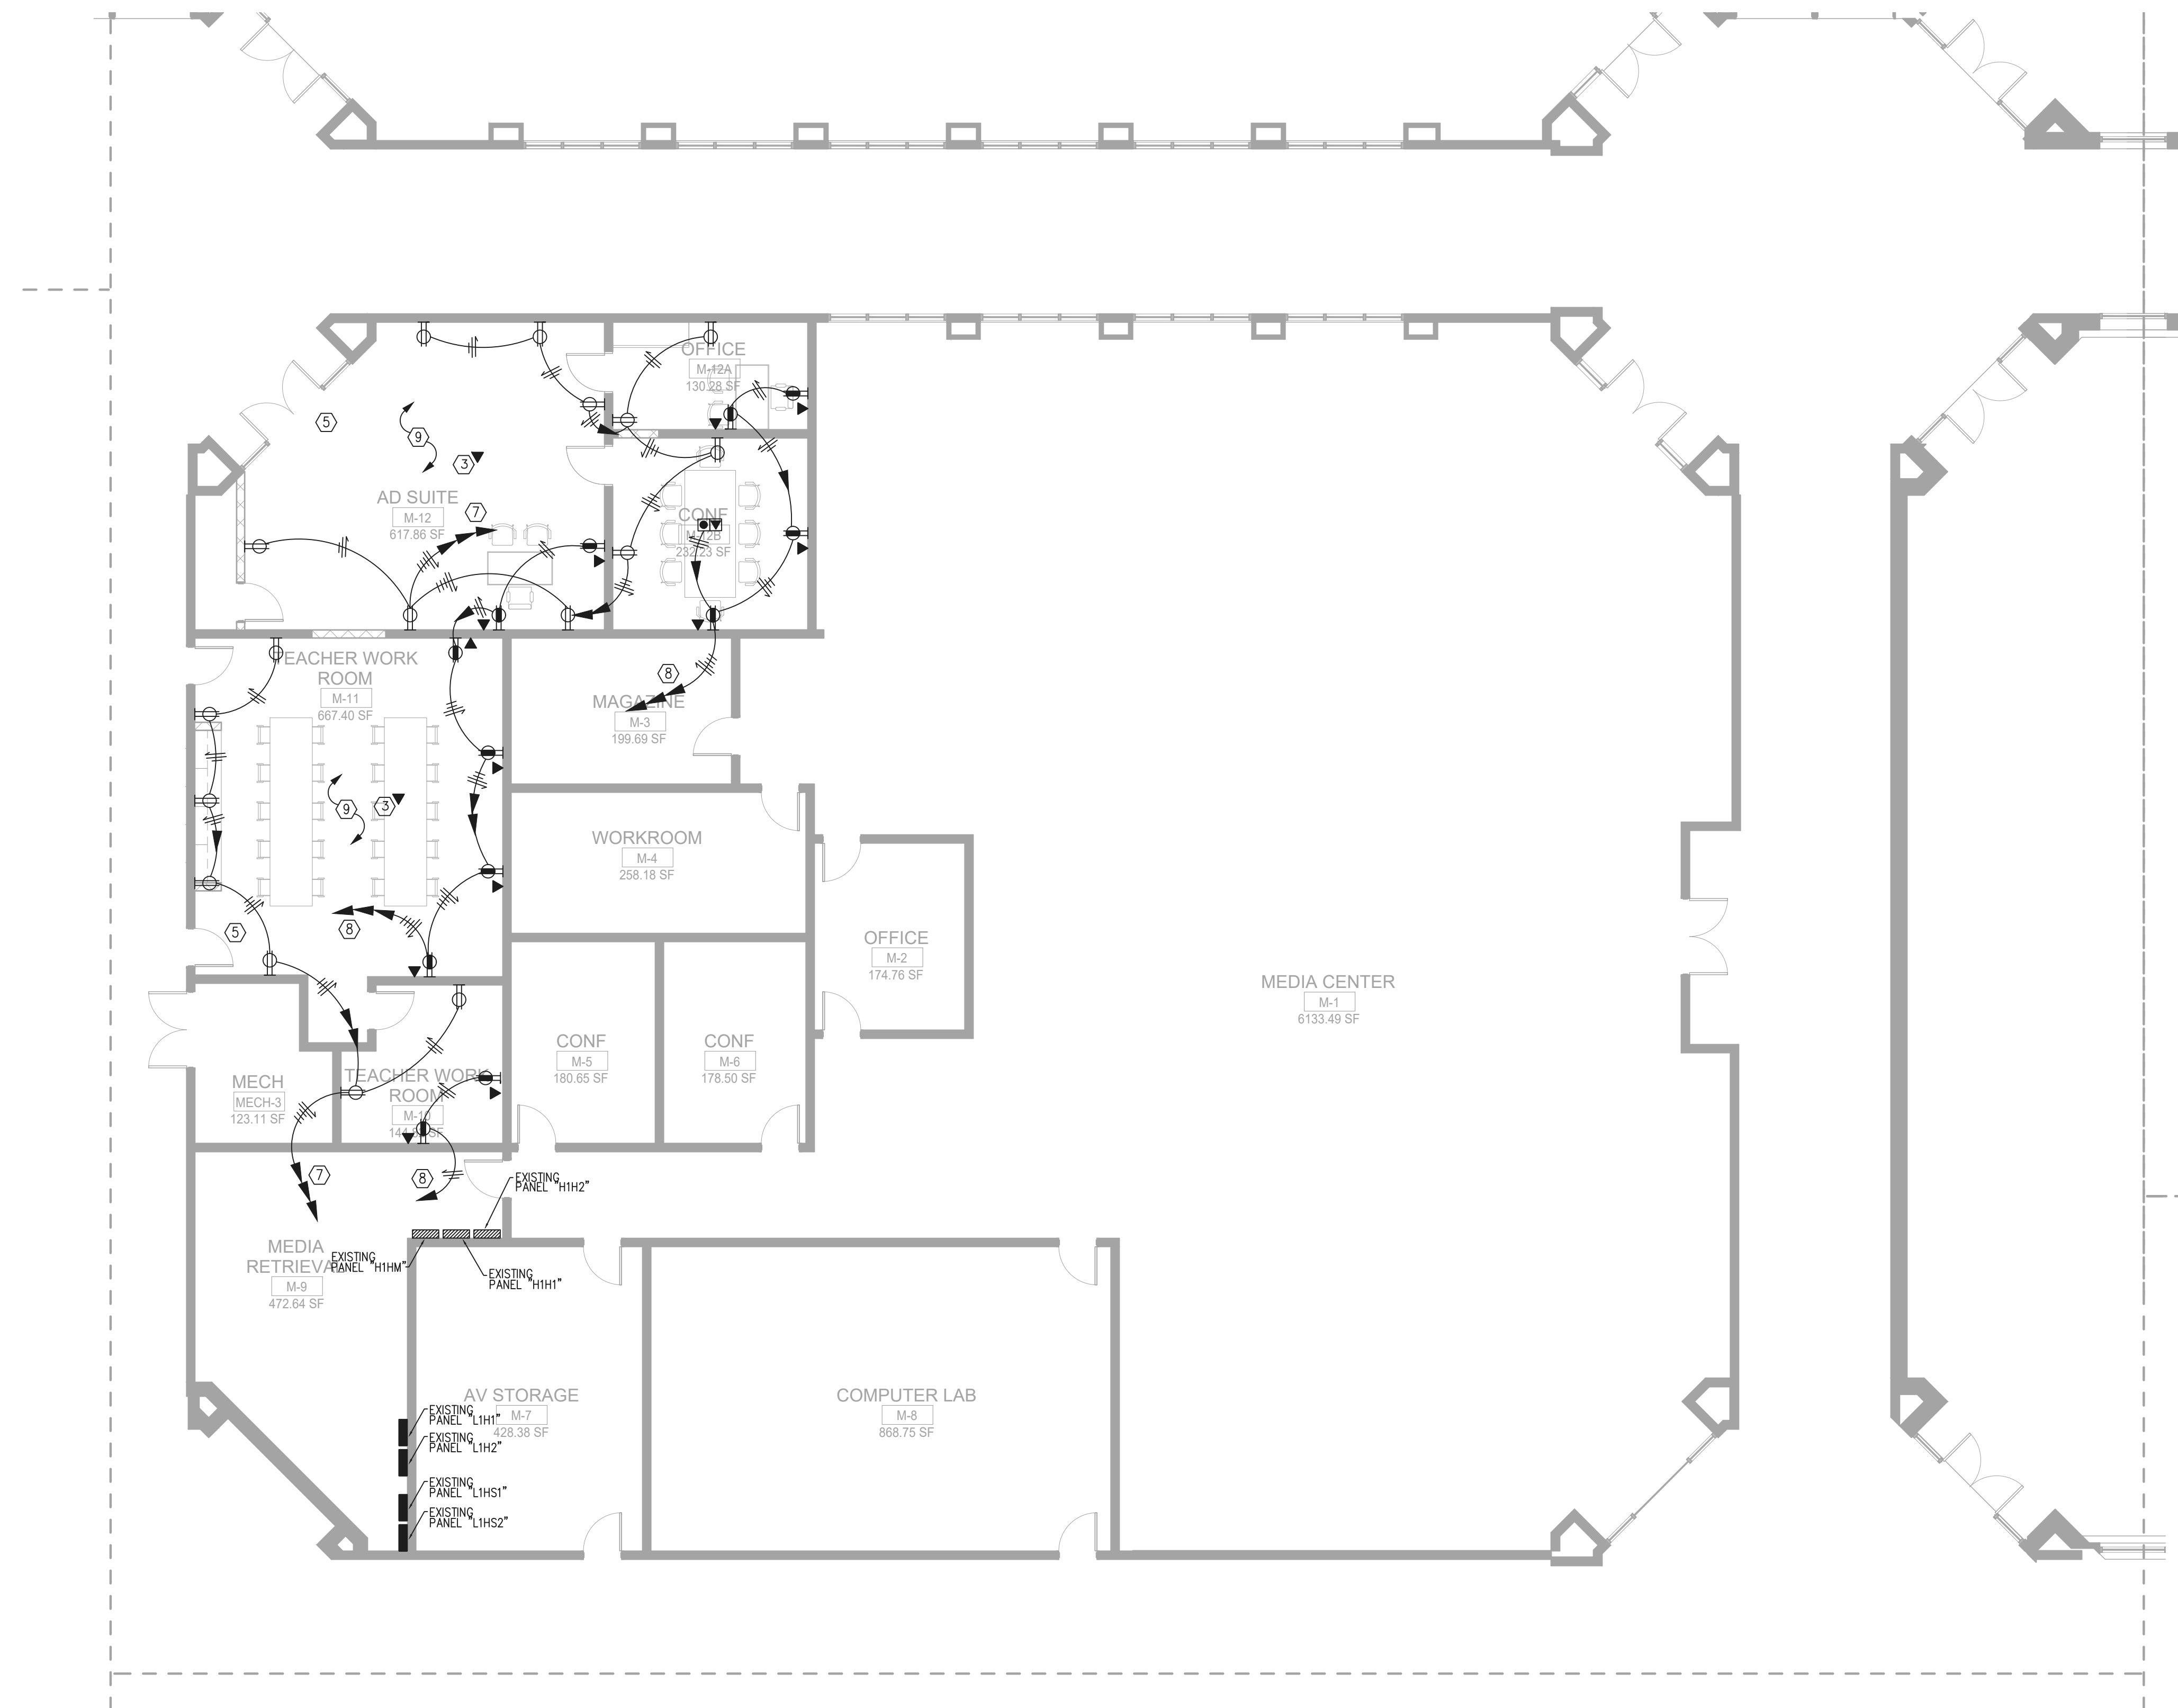 OFFICE
M-12A
130.28 SF
5
9
3
AD SUITE
M-12
617.86 SF
7
CONF
M-12B
232.23 SF
TEACHER WORK
ROOM
M-11
667.40 SF
8
MAGAZINE
M-3
199.69 SF
9
3
WORKROOM
M-4
258.18 SF
5
8
OFFICE
M-2
174.76 SF
MEDIA CENTER
M-1
6133.49 SF
CONF
M-5
180.65 SF
CONF
M-6
178.50 SF
MECH
MECH-3
123.11 SF
TEACHER WORK
ROOM
M-10
7
8
EXISTING
PANEL "H1H2"
MEDIA
RETRIEVAL
M-9
472.64 SF
EXISTING
PANEL "H1HM"
EXISTING
PANEL "H1H1"
AV STORAGE
M-7
428.38 SF
COMPUTER LAB
M-8
868.75 SF
EXISTING
PANEL "L1H1"
EXISTING
PANEL "L1H2"
EXISTING
PANEL "L1HS1"
EXISTING
PANEL "L1HS2"